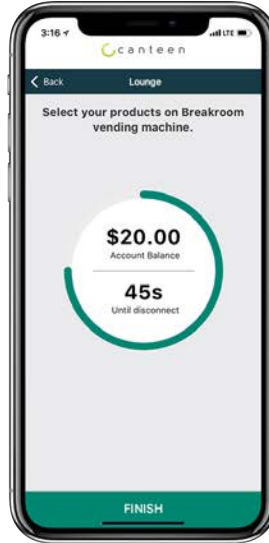 3:16
LTE
canteen
Back Lounge
Select your products on Breakroom
vending machine.
$20.00
Account Balance
45s
Until disconnect
FINISH